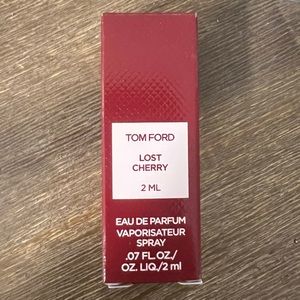 TOM FORD
LOST
CHERRY
2 ML
EAU DE PARFUM
VAPORISATEUR
SPRAY
.07 FL.OZ./
OZ. LIQ./2 ml